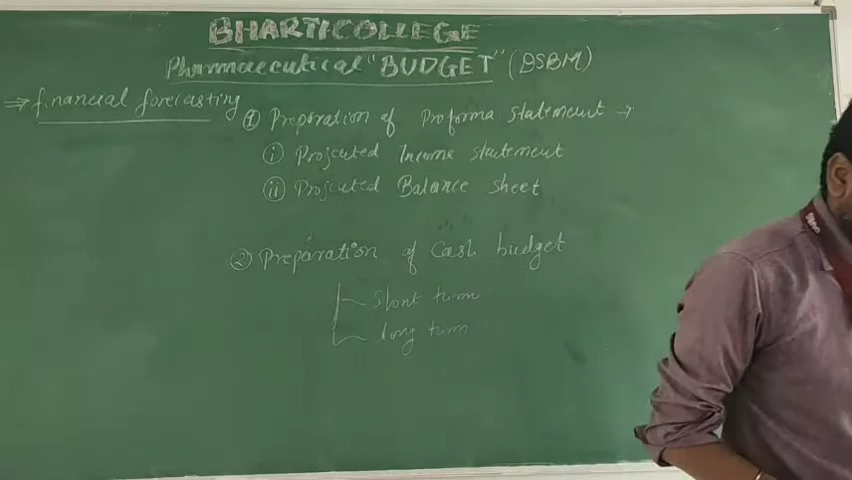 BHARTI COLLEGE
Pharmaceutical "BUDGET" (DSBM)
⇒ financial forecasting
① Preparation of Proforma statement →
ⅰ Projected Income statement
ⅱ Projected Balance sheet
② Preparation of Cash budget
Short term
long term